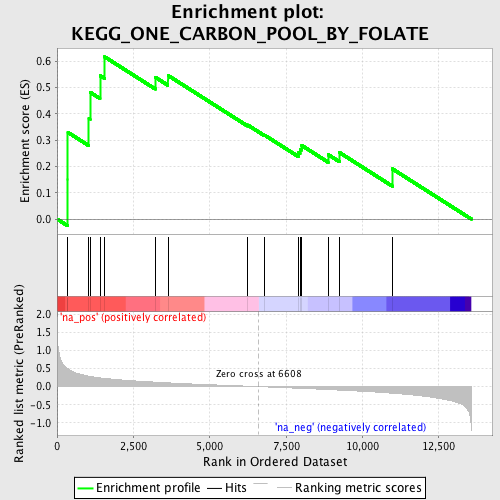 Enrichment plot:
KEGG_ONE_CARBON_POOL_BY_FOLATE
Enrichment score (ES)
0.6
0.5
0.4
0.3
0.2
0.1
0.0
'na_pos' (positively correlated)
Ranked list metric (PreRanked)
2.0
1.5
1.0
0.5
0.0
-0.5
-1.0
Zero cross at 6608
'na_neg' (negatively correlated)
0
2,500
5,000
7,500
10,000
12,500
Rank in Ordered Dataset
Enrichment profile
Hits
Ranking metric scores